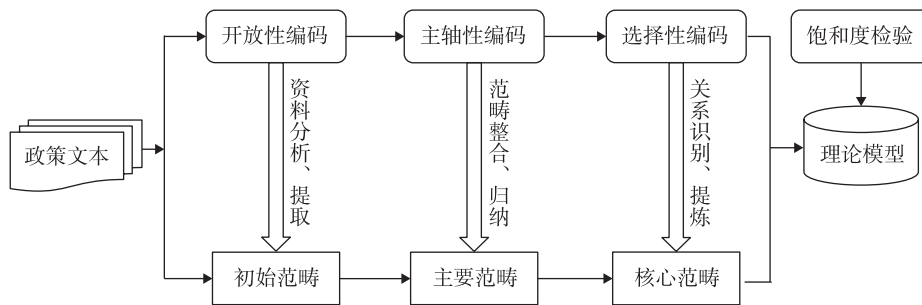 开放性编码
主轴性编码
选择性编码
饱和度检验
政策文本
资料分析、提取
范畴整合、归纳
关系识别、提炼
理论模型
初始范畴
主要范畴
核心范畴